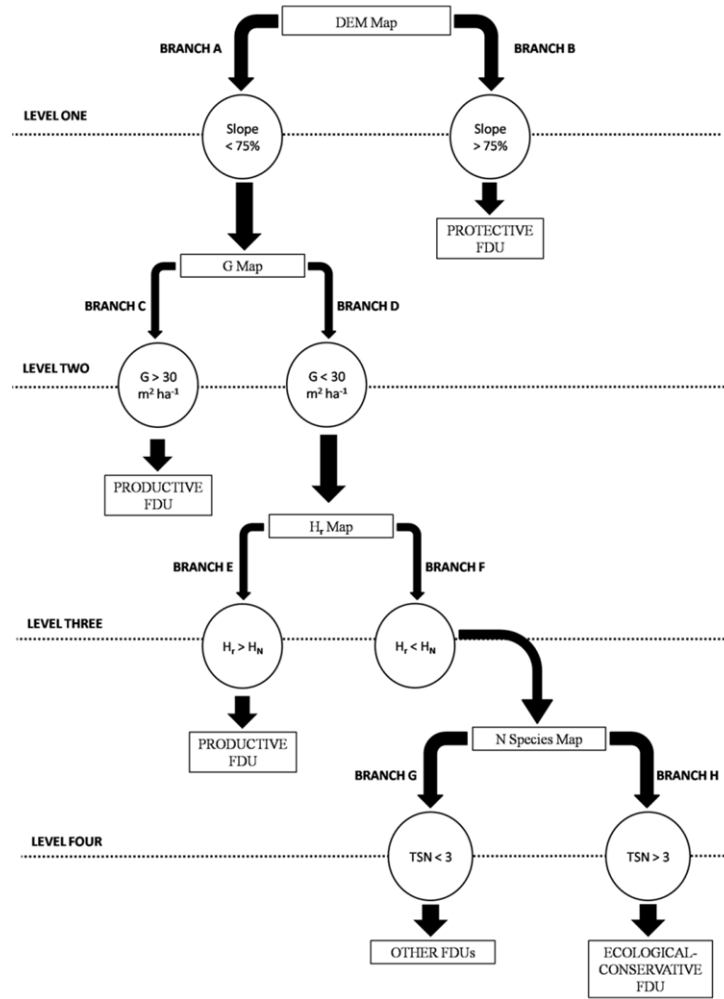 DEM Map
BRANCH A
BRANCH B
LEVEL ONE
Slope
< 75%
Slope
> 75%
PROTECTIVE
FDU
G Map
BRANCH C
BRANCH D
LEVEL TWO
G > 30
m² ha⁻¹
G < 30
m² ha⁻¹
PRODUCTIVE
FDU
Hr Map
BRANCH E
BRANCH F
LEVEL THREE
Hr > HN
Hr < HN
PRODUCTIVE
FDU
N Species Map
BRANCH G
BRANCH H
LEVEL FOUR
TSN < 3
TSN > 3
OTHER FDUs
ECOLOGICAL-
CONSERVATIVE
FDU